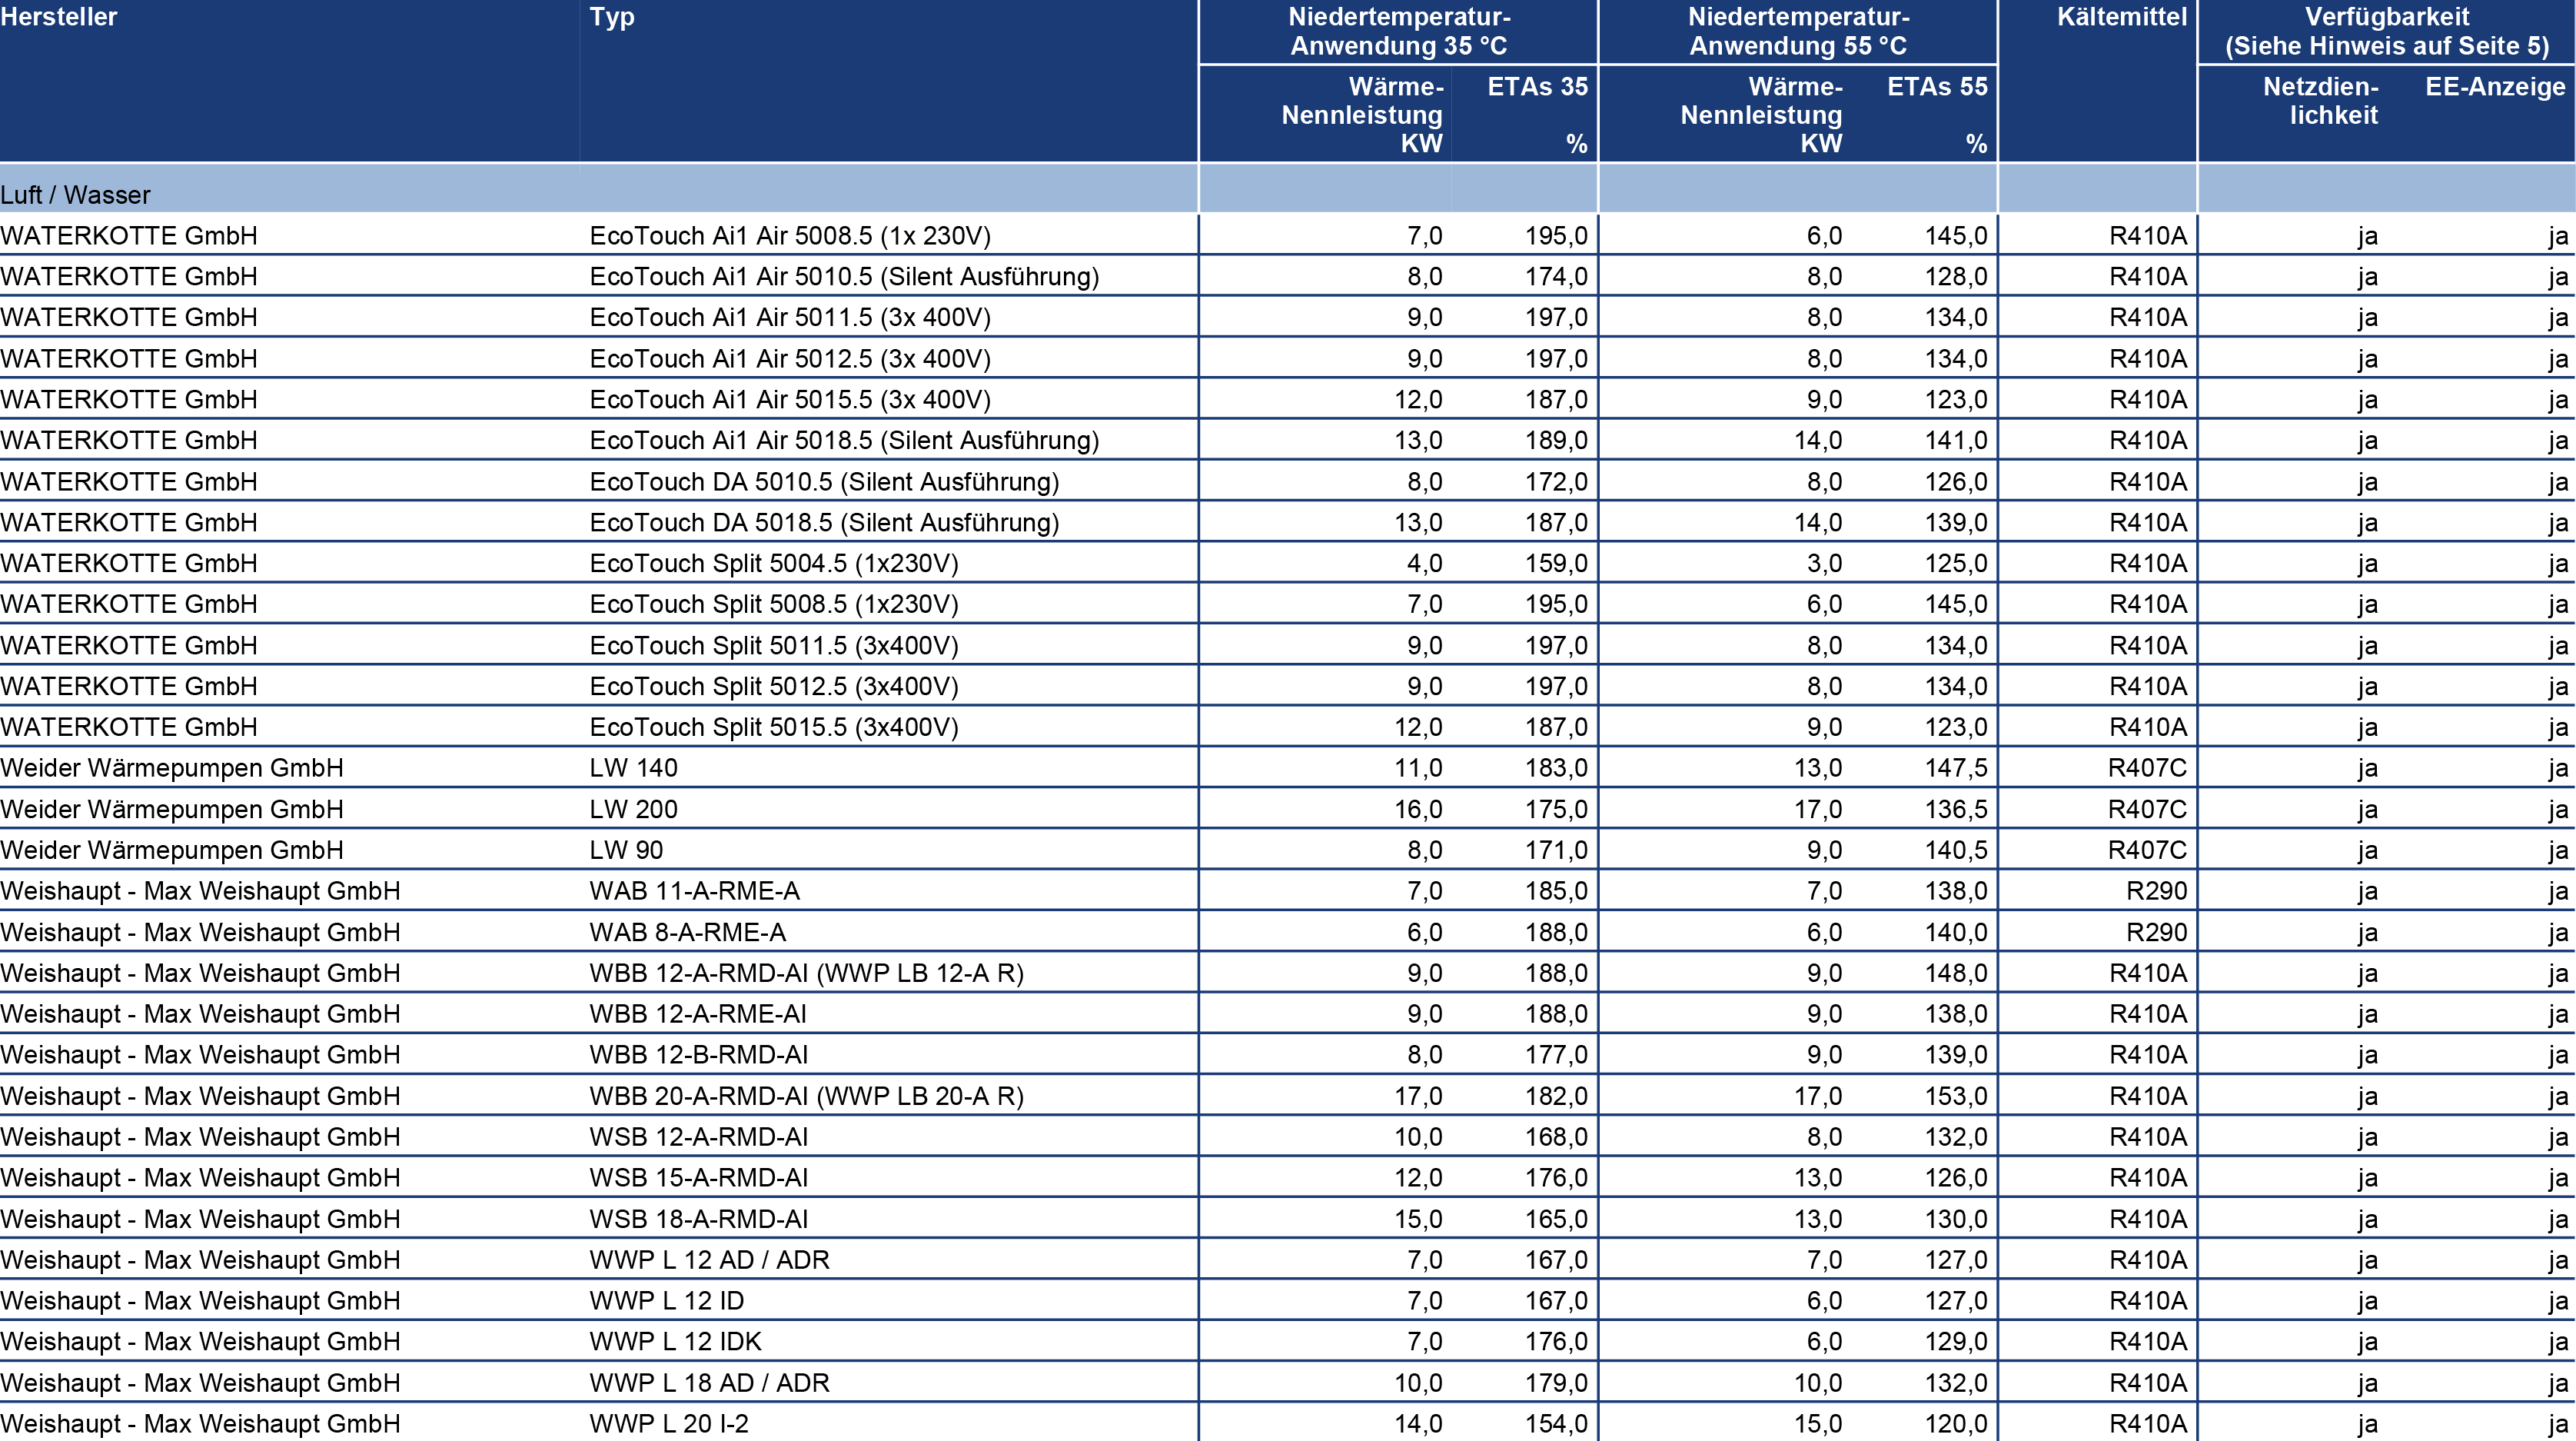 Hersteller Typ Niedertemperatur- Niedertemperatur- Kältemittel Verfügbarkeit
Anwendung 35 °C Anwendung 55 °C (Siehe Hinweis auf Seite 5)
Wärme- ETAs 35 Wärme- ETAs 55 Netzdien- EE-Anzeige
Nennleistung Nennleistung lichkeit
KW % KW %
Luft / Wasser
WATERKOTTE GmbH EcoTouch Ai1 Air 5008.5 (1x 230V) 7,0 195,0 6,0 145,0 R410A ja ja
WATERKOTTE GmbH EcoTouch Ai1 Air 5010.5 (Silent Ausführung) 8,0 174,0 8,0 128,0 R410A ja ja
WATERKOTTE GmbH EcoTouch Ai1 Air 5011.5 (3x 400V) 9,0 197,0 8,0 134,0 R410A ja ja
WATERKOTTE GmbH EcoTouch Ai1 Air 5012.5 (3x 400V) 9,0 197,0 8,0 134,0 R410A ja ja
WATERKOTTE GmbH EcoTouch Ai1 Air 5015.5 (3x 400V) 12,0 187,0 9,0 123,0 R410A ja ja
WATERKOTTE GmbH EcoTouch Ai1 Air 5018.5 (Silent Ausführung) 13,0 189,0 14,0 141,0 R410A ja ja
WATERKOTTE GmbH EcoTouch DA 5010.5 (Silent Ausführung) 8,0 172,0 8,0 126,0 R410A ja ja
WATERKOTTE GmbH EcoTouch DA 5018.5 (Silent Ausführung) 13,0 187,0 14,0 139,0 R410A ja ja
WATERKOTTE GmbH EcoTouch Split 5004.5 (1x230V) 4,0 159,0 3,0 125,0 R410A ja ja
WATERKOTTE GmbH EcoTouch Split 5008.5 (1x230V) 7,0 195,0 6,0 145,0 R410A ja ja
WATERKOTTE GmbH EcoTouch Split 5011.5 (3x400V) 9,0 197,0 8,0 134,0 R410A ja ja
WATERKOTTE GmbH EcoTouch Split 5012.5 (3x400V) 9,0 197,0 8,0 134,0 R410A ja ja
WATERKOTTE GmbH EcoTouch Split 5015.5 (3x400V) 12,0 187,0 9,0 123,0 R410A ja ja
Weider Wärmepumpen GmbH LW 140 11,0 183,0 13,0 147,5 R407C ja ja
Weider Wärmepumpen GmbH LW 200 16,0 175,0 17,0 136,5 R407C ja ja
Weider Wärmepumpen GmbH LW 90 8,0 171,0 9,0 140,5 R407C ja ja
Weishaupt - Max Weishaupt GmbH WAB 11-A-RME-A 7,0 185,0 7,0 138,0 R290 ja ja
Weishaupt - Max Weishaupt GmbH WAB 8-A-RME-A 6,0 188,0 6,0 140,0 R290 ja ja
Weishaupt - Max Weishaupt GmbH WBB 12-A-RMD-AI (WWP LB 12-A R) 9,0 188,0 9,0 148,0 R410A ja ja
Weishaupt - Max Weishaupt GmbH WBB 12-A-RME-AI 9,0 188,0 9,0 138,0 R410A ja ja
Weishaupt - Max Weishaupt GmbH WBB 12-B-RMD-AI 8,0 177,0 9,0 139,0 R410A ja ja
Weishaupt - Max Weishaupt GmbH WBB 20-A-RMD-AI (WWP LB 20-A R) 17,0 182,0 17,0 153,0 R410A ja ja
Weishaupt - Max Weishaupt GmbH WSB 12-A-RMD-AI 10,0 168,0 8,0 132,0 R410A ja ja
Weishaupt - Max Weishaupt GmbH WSB 15-A-RMD-AI 12,0 176,0 13,0 126,0 R410A ja ja
Weishaupt - Max Weishaupt GmbH WSB 18-A-RMD-AI 15,0 165,0 13,0 130,0 R410A ja ja
Weishaupt - Max Weishaupt GmbH WWP L 12 AD / ADR 7,0 167,0 7,0 127,0 R410A ja ja
Weishaupt - Max Weishaupt GmbH WWP L 12 ID 7,0 167,0 6,0 127,0 R410A ja ja
Weishaupt - Max Weishaupt GmbH WWP L 12 IDK 7,0 176,0 6,0 129,0 R410A ja ja
Weishaupt - Max Weishaupt GmbH WWP L 18 AD / ADR 10,0 179,0 10,0 132,0 R410A ja ja
Weishaupt - Max Weishaupt GmbH WWP L 20 I-2 14,0 154,0 15,0 120,0 R410A ja ja